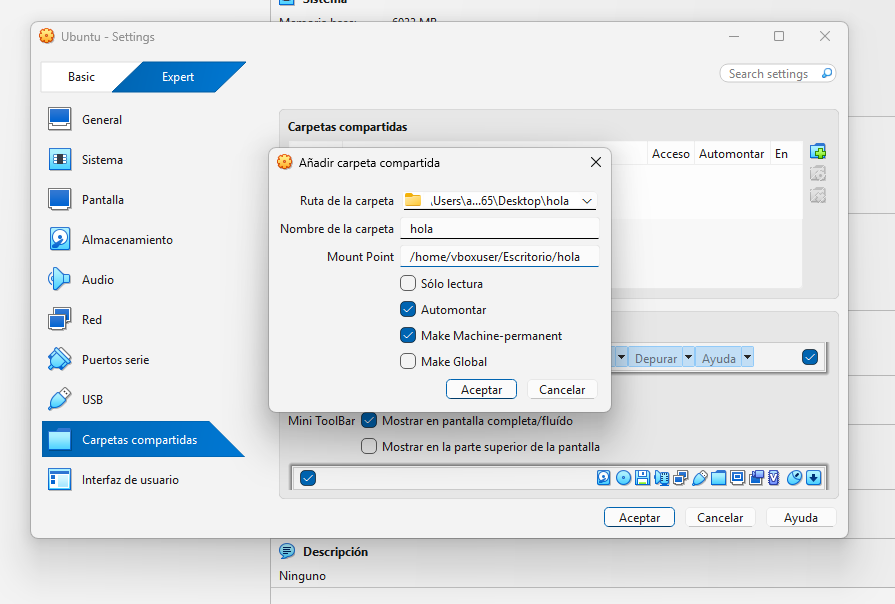 Sistema
Memoria base: 6023 MB
Ubuntu - Settings
Basic
Expert
Search settings
General
Sistema
Pantalla
Almacenamiento
Audio
Red
Puertos serie
USB
Carpetas compartidas
Interfaz de usuario
Carpetas compartidas
Acceso Automontar En
Añadir carpeta compartida
Ruta de la carpeta \Users\a...65\Desktop\hola
Nombre de la carpeta hola
Mount Point /home/vboxuser/Escritorio/hola
Sólo lectura
Automontar
Make Machine-permanent
Make Global
Aceptar Cancelar
Depurar Ayuda
Mini ToolBar Mostrar en pantalla completa/fluído
Mostrar en la parte superior de la pantalla
Aceptar Cancelar Ayuda
Descripción
Ninguno